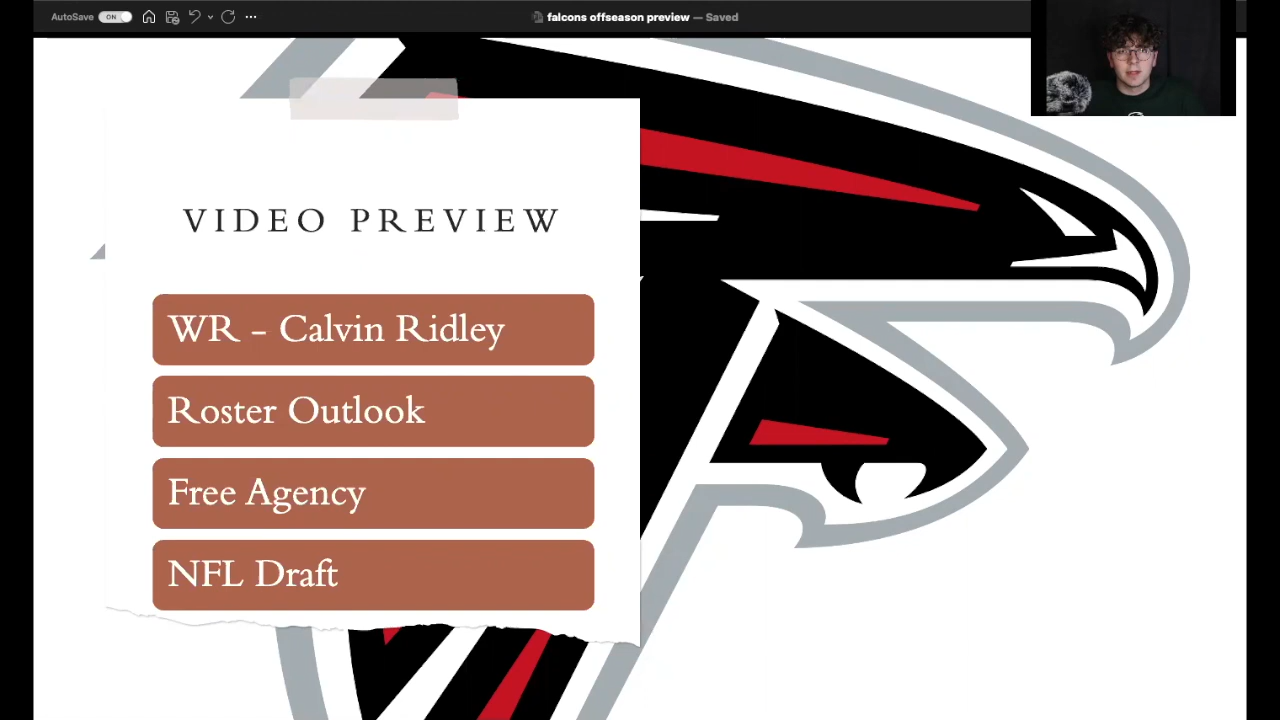 AutoSave ON
falcons offseason preview — Saved
VIDEO PREVIEW
WR - Calvin Ridley
Roster Outlook
Free Agency
NFL Draft